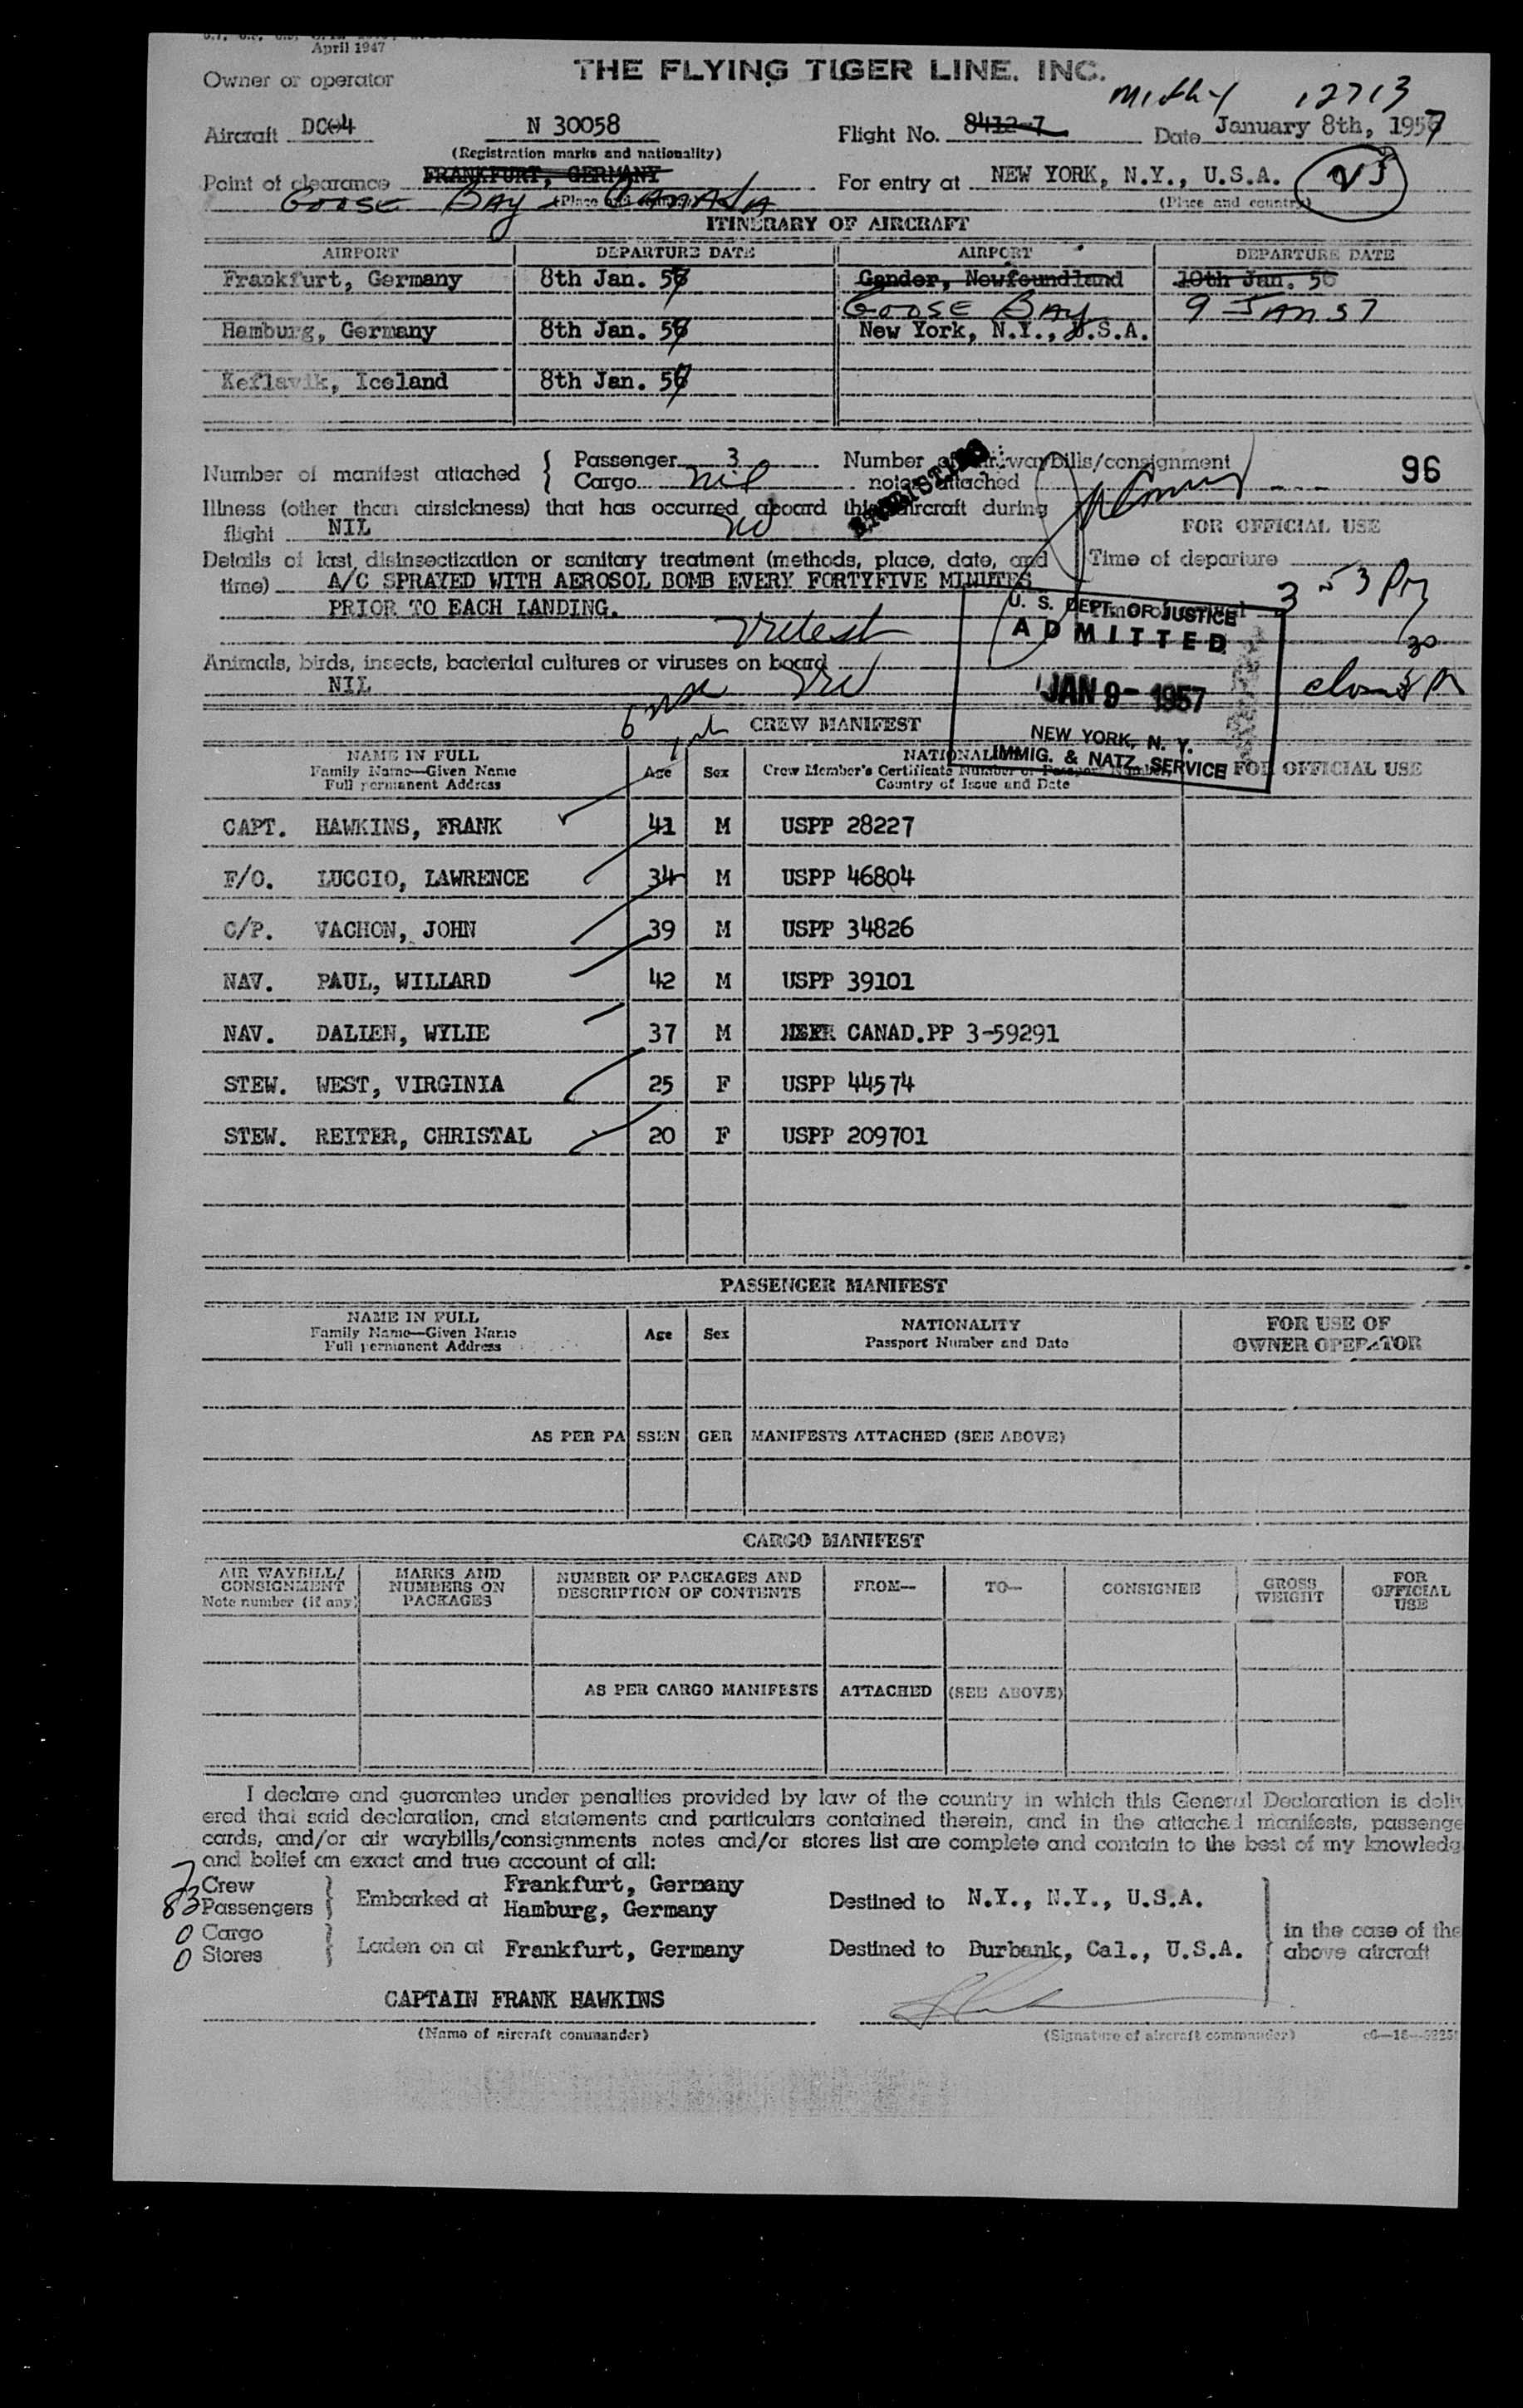 April 1947
THE FLYING TIGER LINE. INC.
Owner or operator
12713
Aircraft DC-4 N 30058 Flight No. 8412-7 Date January 8th, 1957
(Registration marks and nationality)
Point of clearance FRANKFURT, GERMANY For entry at NEW YORK, N.Y., U.S.A.
GOOSE BAY CANADA (Place and country)
ITINERARY OF AIRCRAFT
AIRPORT DEPARTURE DATE AIRPORT DEPARTURE DATE
Frankfurt, Germany 8th Jan. 57 Gander, Newfoundland 10th Jan. 56
GOOSE BAY 9 JAN 57
Hamburg, Germany 8th Jan. 57 New York, N.Y., U.S.A.
Keflavik, Iceland 8th Jan. 57
Number of manifest attached { Passenger 3 Number of air waybills/consignment 96
Cargo nil notes attached
Illness (other than airsickness) that has occurred aboard this aircraft during
flight NIL FOR OFFICIAL USE
Details of last disinsectization or sanitary treatment (methods, place, date, and Time of departure
time) A/C SPRAYED WITH AEROSOL BOMB EVERY FORTYFIVE MINUTES
PRIOR TO EACH LANDING.
3 53 PM
U. S. DEPT. OF JUSTICE
ADMITTED
JAN 9- 1957
NEW YORK, N. Y.
IMMIG. & NATZ. SERVICE
Animals, birds, insects, bacterial cultures or viruses on board
NIL
CREW MANIFEST
NAME IN FULL
Family Name—Given Name Age Sex Crew Member's Certificate Number or Passport Number, FOR OFFICIAL USE
Full permanent Address Country of Issue and Date
CAPT. HAWKINS, FRANK 41 M USPP 28227
F/O. LUCCIO, LAWRENCE 34 M USPP 46804
C/P. VACHON, JOHN 39 M USPP 34826
NAV. PAUL, WILLARD 42 M USPP 39101
NAV. DALIEN, WYLIE 37 M CANAD.PP 3-59291
STEW. WEST, VIRGINIA 25 F USPP 44574
STEW. REITER, CHRISTAL 20 F USPP 209701
PASSENGER MANIFEST
NAME IN FULL NATIONALITY FOR USE OF
Family Name—Given Name Age Sex Passport Number and Date OWNER OPERATOR
Full permanent Address
AS PER PASSENGER MANIFESTS ATTACHED (SEE ABOVE)
CARGO MANIFEST
AIR WAYBILL/ MARKS AND NUMBER OF PACKAGES AND FROM— TO— CONSIGNEE GROSS FOR
CONSIGNMENT NUMBERS ON DESCRIPTION OF CONTENTS WEIGHT OFFICIAL
Note number (if any) PACKAGES USE
AS PER CARGO MANIFESTS ATTACHED (SEE ABOVE)
I declare and guarantee under penalties provided by law of the country in which this General Declaration is deliv
ered that said declaration, and statements and particulars contained therein, and in the attached manifests, passenge
cards, and/or air waybills/consignments notes and/or stores list are complete and contain to the best of my knowledg
and belief an exact and true account of all:
7 Crew } Embarked at Frankfurt, Germany Destined to N.Y., N.Y., U.S.A.
83 Passengers Hamburg, Germany
0 Cargo } Laden on at Frankfurt, Germany Destined to Burbank, Cal., U.S.A. in the case of the
0 Stores above aircraft
CAPTAIN FRANK HAWKINS
(Name of aircraft commander) (Signature of aircraft commander)